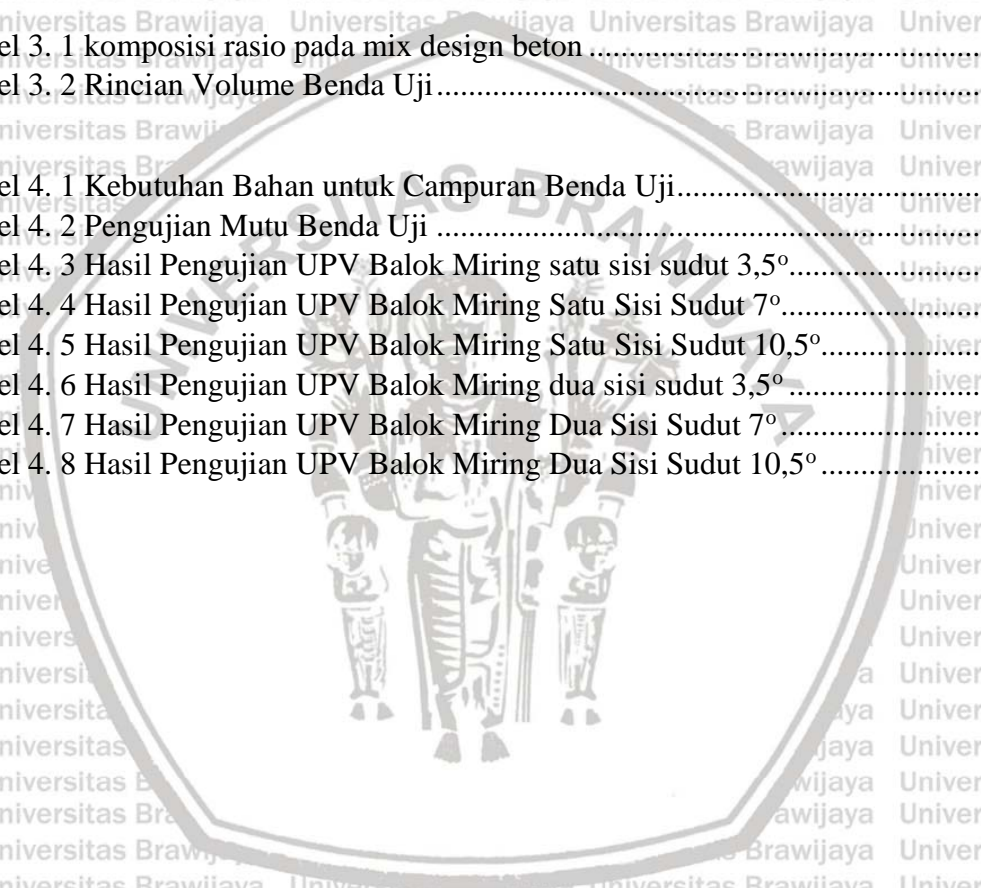 el 3. 1 komposisi rasio pada mix design beton ....................................................
el 3. 2 Rincian Volume Benda Uji ....................................................
el 4. 1 Kebutuhan Bahan untuk Campuran Benda Uji ....................................................
el 4. 2 Pengujian Mutu Benda Uji ....................................................
el 4. 3 Hasil Pengujian UPV Balok Miring satu sisi sudut 3,5° ..............................
el 4. 4 Hasil Pengujian UPV Balok Miring Satu Sisi Sudut 7° ..............................
el 4. 5 Hasil Pengujian UPV Balok Miring Satu Sisi Sudut 10,5° ..............................
el 4. 6 Hasil Pengujian UPV Balok Miring dua sisi sudut 3,5° ..............................
el 4. 7 Hasil Pengujian UPV Balok Miring Dua Sisi Sudut 7° ..............................
el 4. 8 Hasil Pengujian UPV Balok Miring Dua Sisi Sudut 10,5° ..............................
UNIVERSITAS BRAWIJAYA